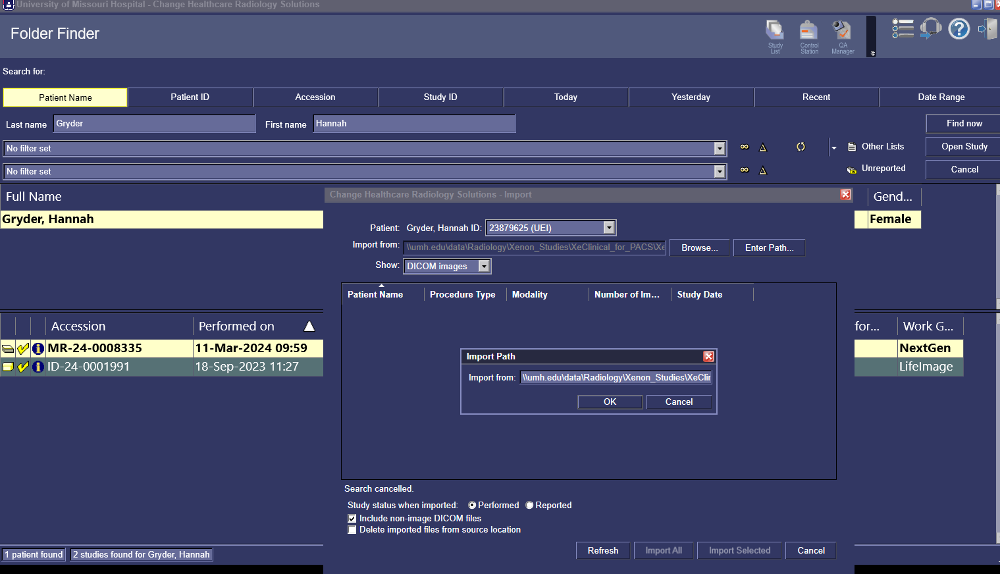 University of Missouri Hospital - Change Healthcare Radiology Solutions
Folder Finder
Study List
Control Station
QA Manager
Search for:
Patient Name
Patient ID
Accession
Study ID
Today
Yesterday
Recent
Date Range
Last name Gryder First name Hannah Find now
No filter set Other Lists Open Study
No filter set Unreported Cancel
Full Name Gend...
Gryder, Hannah Female
Change Healthcare Radiology Solutions - Import
Patient: Gryder, Hannah ID: 23879625 (UEI)
Import from: \\umh.edu\data\Radiology\Xenon_Studies\XeClinical_for_PACS\Xe Browse... Enter Path...
Show: DICOM images
Patient Name Procedure Type Modality Number of Im... Study Date
Accession Performed on for... Work G...
MR-24-0008335 11-Mar-2024 09:59 NextGen
ID-24-0001991 18-Sep-2023 11:27 LifeImage
Import Path
Import from: \\umh.edu\data\Radiology\Xenon_Studies\XeClin
OK Cancel
Search cancelled.
Study status when imported: Performed Reported
Include non-image DICOM files
Delete imported files from source location
Refresh Import All Import Selected Cancel
1 patient found 2 studies found for Gryder, Hannah